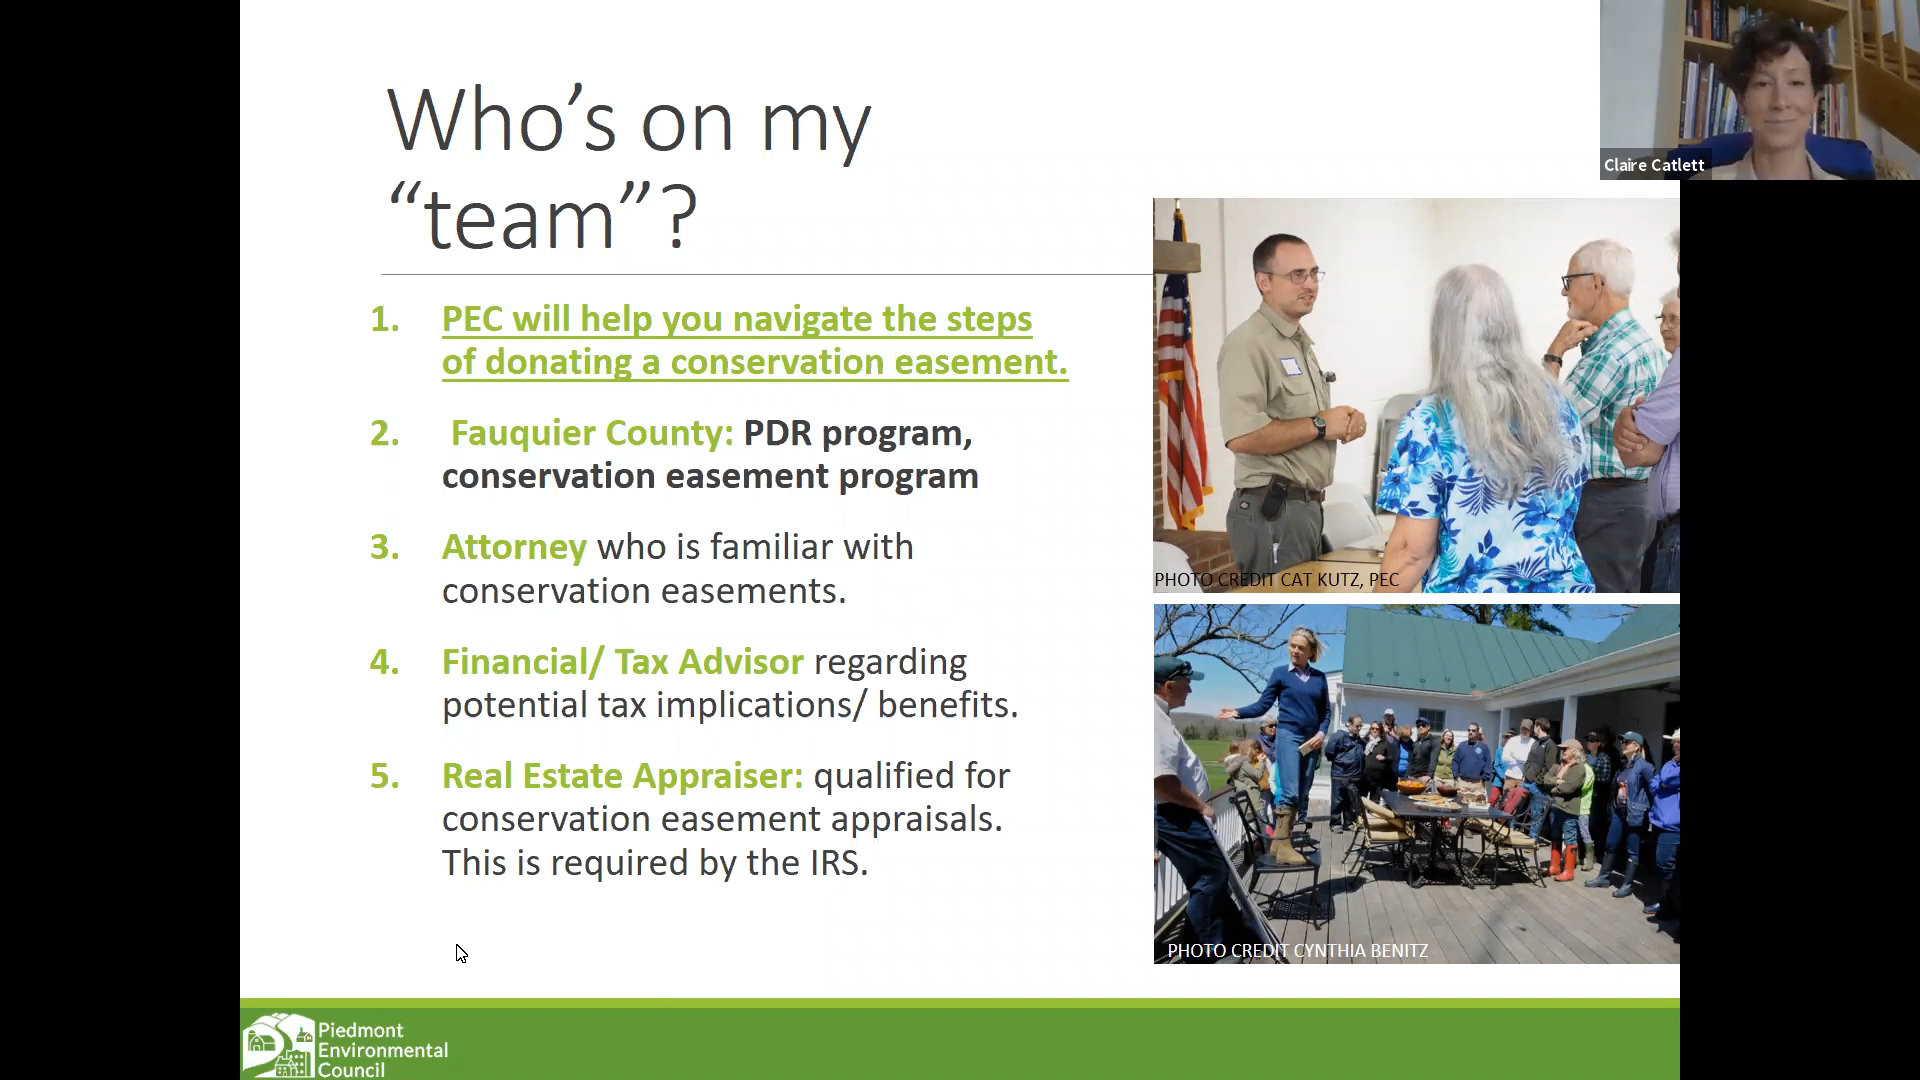 Who’s on my
“team”?
1. PEC will help you navigate the steps
of donating a conservation easement.
2. Fauquier County: PDR program,
conservation easement program
3. Attorney who is familiar with
conservation easements.
4. Financial/ Tax Advisor regarding
potential tax implications/ benefits.
5. Real Estate Appraiser: qualified for
conservation easement appraisals.
This is required by the IRS.
Claire Catlett
PHOTO CREDIT CAT KUTZ, PEC
PHOTO CREDIT CYNTHIA BENITZ
Piedmont
Environmental
Council